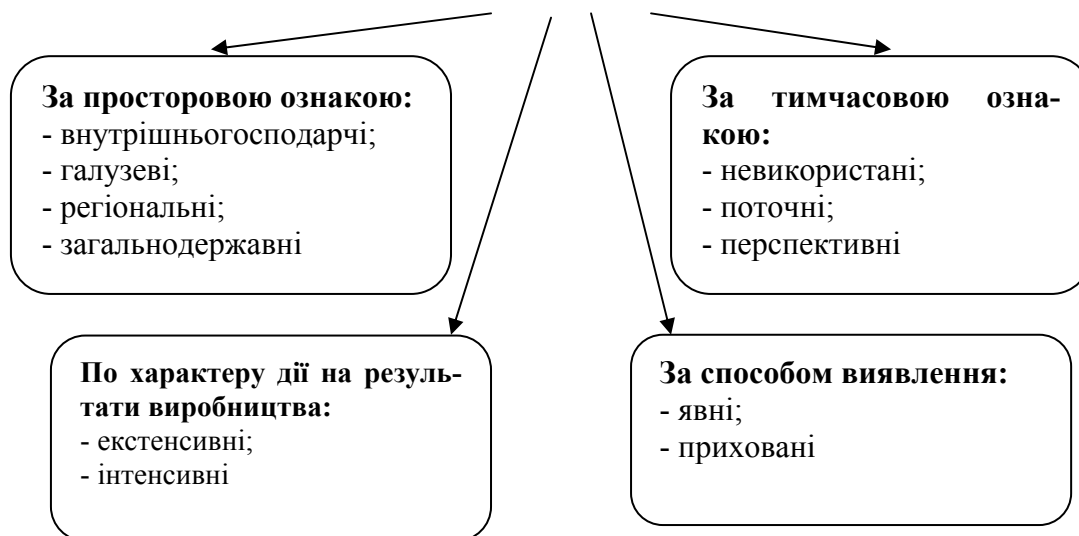 За просторовою ознакою:
- внутрішньогосподарчі;
- галузеві;
- регіональні;
- загальнодержавні
За тимчасовою озна-
кою:
- невикористані;
- поточні;
- перспективні
По характеру дії на резуль-
тати виробництва:
- екстенсивні;
- інтенсивні
За способом виявлення:
- явні;
- приховані